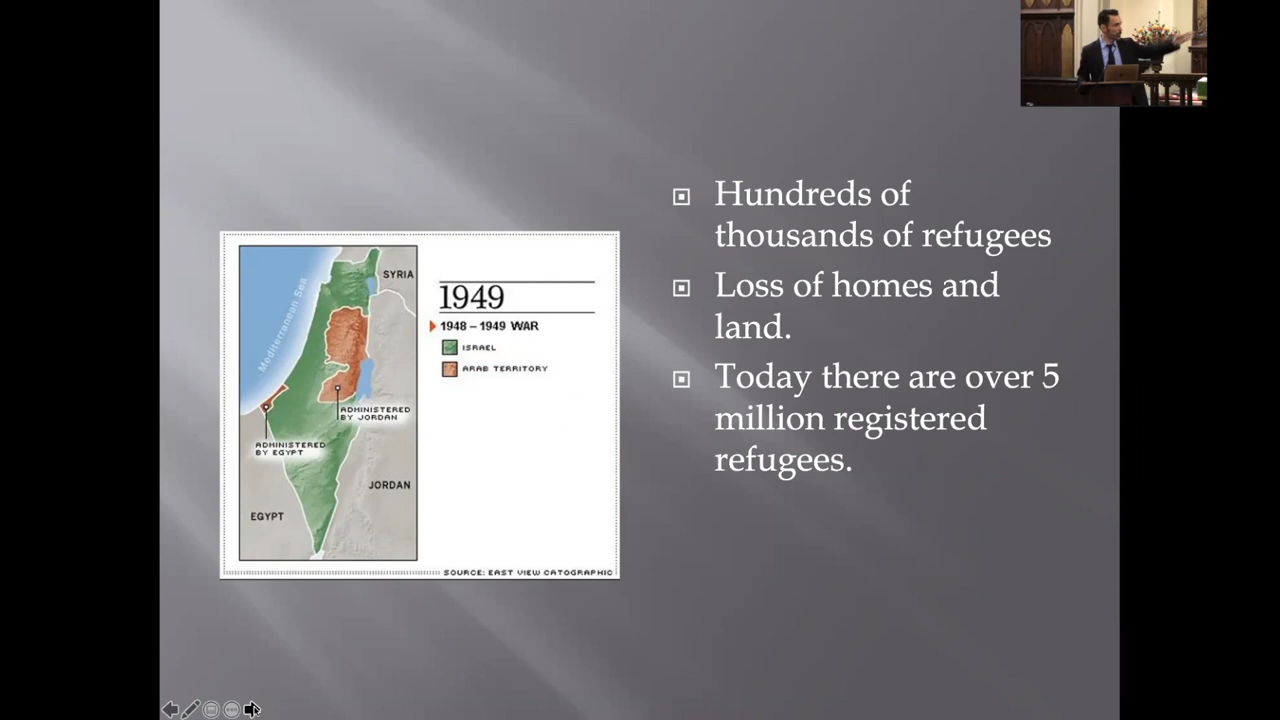 Hundreds of
thousands of refugees
Loss of homes and
land.
Today there are over 5
million registered
refugees.
Mediterranean Sea
SYRIA
ADMINISTERED
BY JORDAN
ADMINISTERED
BY EGYPT
JORDAN
EGYPT
1949
1948 – 1949 WAR
ISRAEL
ARAB TERRITORY
SOURCE: EAST VIEW CATOGRAPHIC